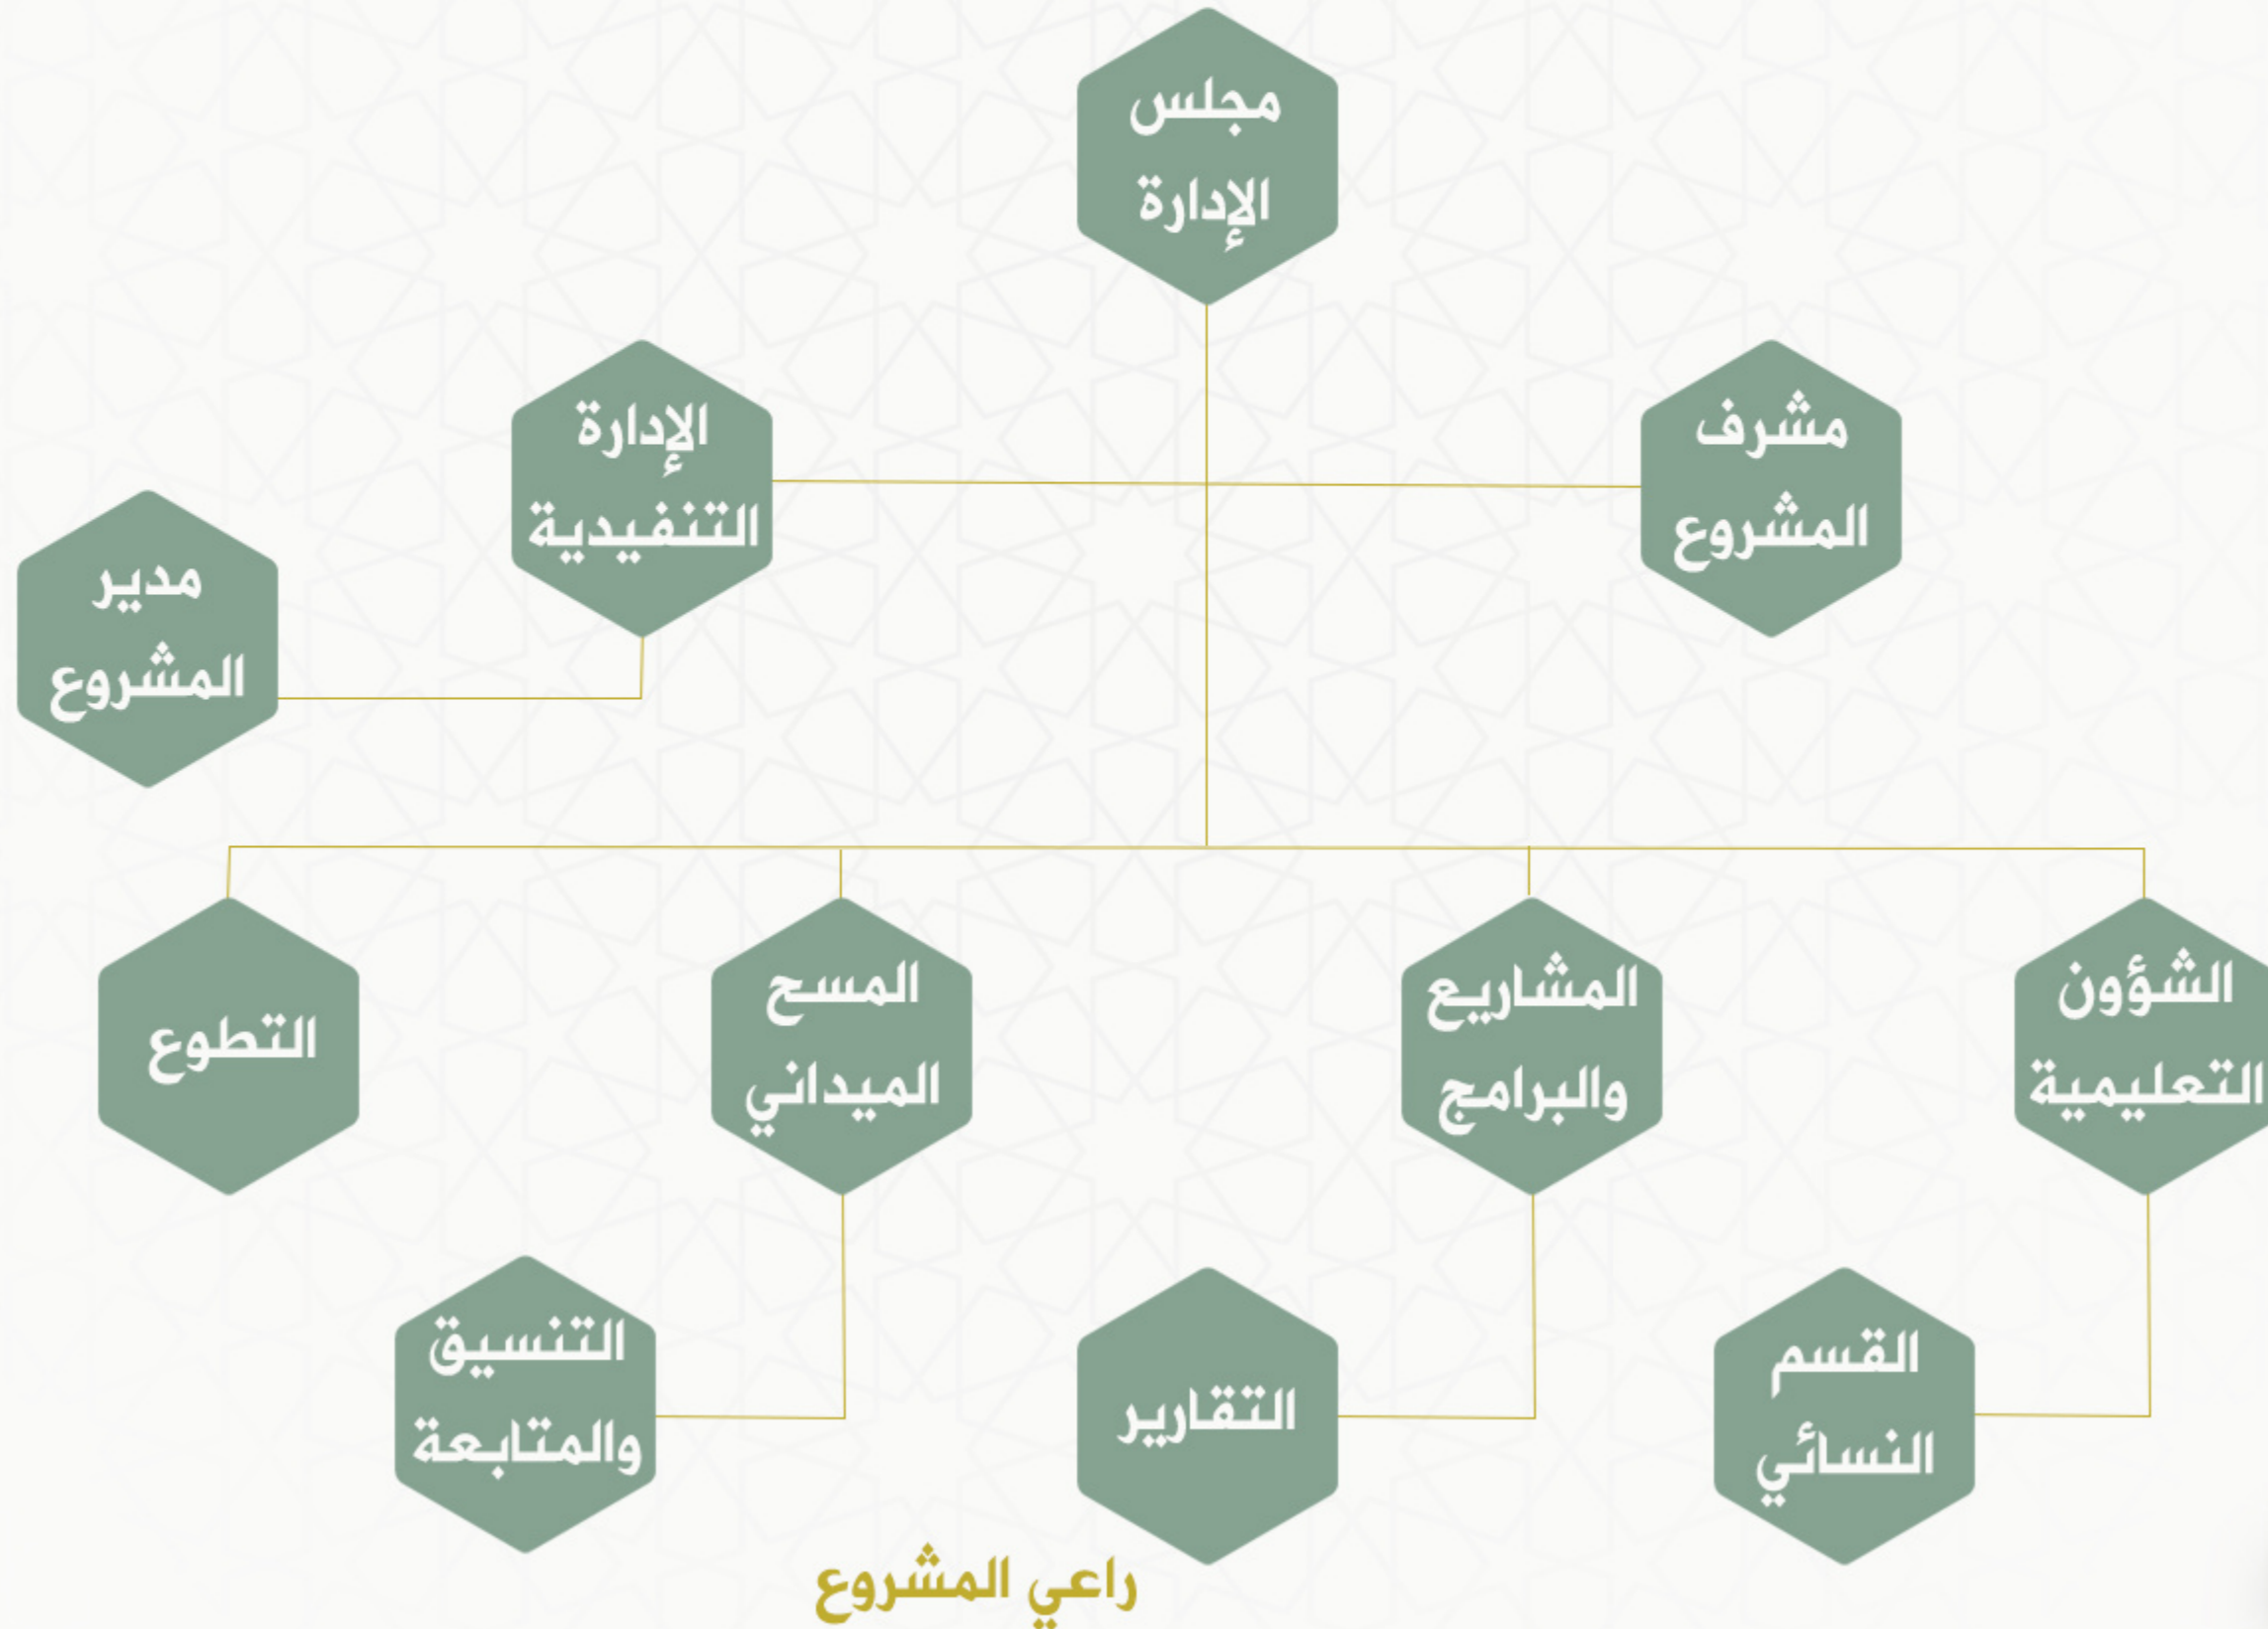 مجلس
الإدارة
مشرف
المشروع
الإدارة
التنفيدية
مدير
المشروع
الشؤون
التعليمية
المشاريع
والبرامج
المسح
الميداني
التطوع
القسم
النسائي
التقارير
التنسيق
والمتابعة
راعي المشروع